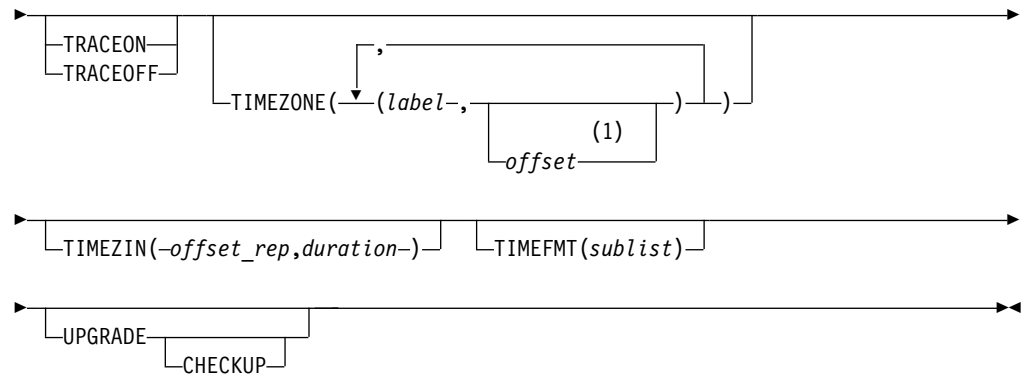 TRACEON
TRACEOFF
,
TIMEZONE( (label , ) )
(1)
offset
TIMEZIN( offset_rep,duration ) TIMEFMT(sublist)
UPGRADE
CHECKUP